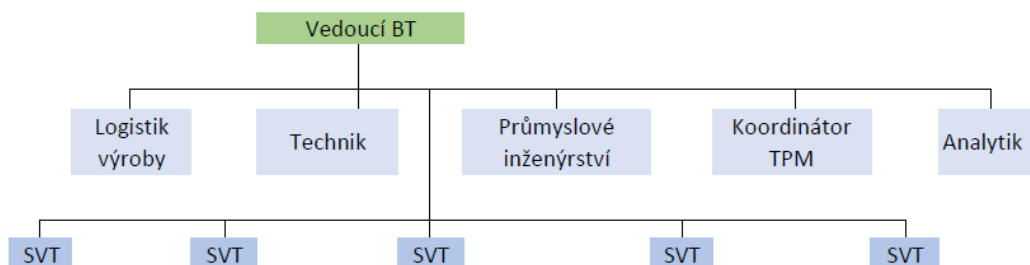 Vedoucí BT
Logistik
výroby
Technik
Průmyslové
inženýrství
Koordinátor
TPM
Analytik
SVT
SVT
SVT
SVT
SVT